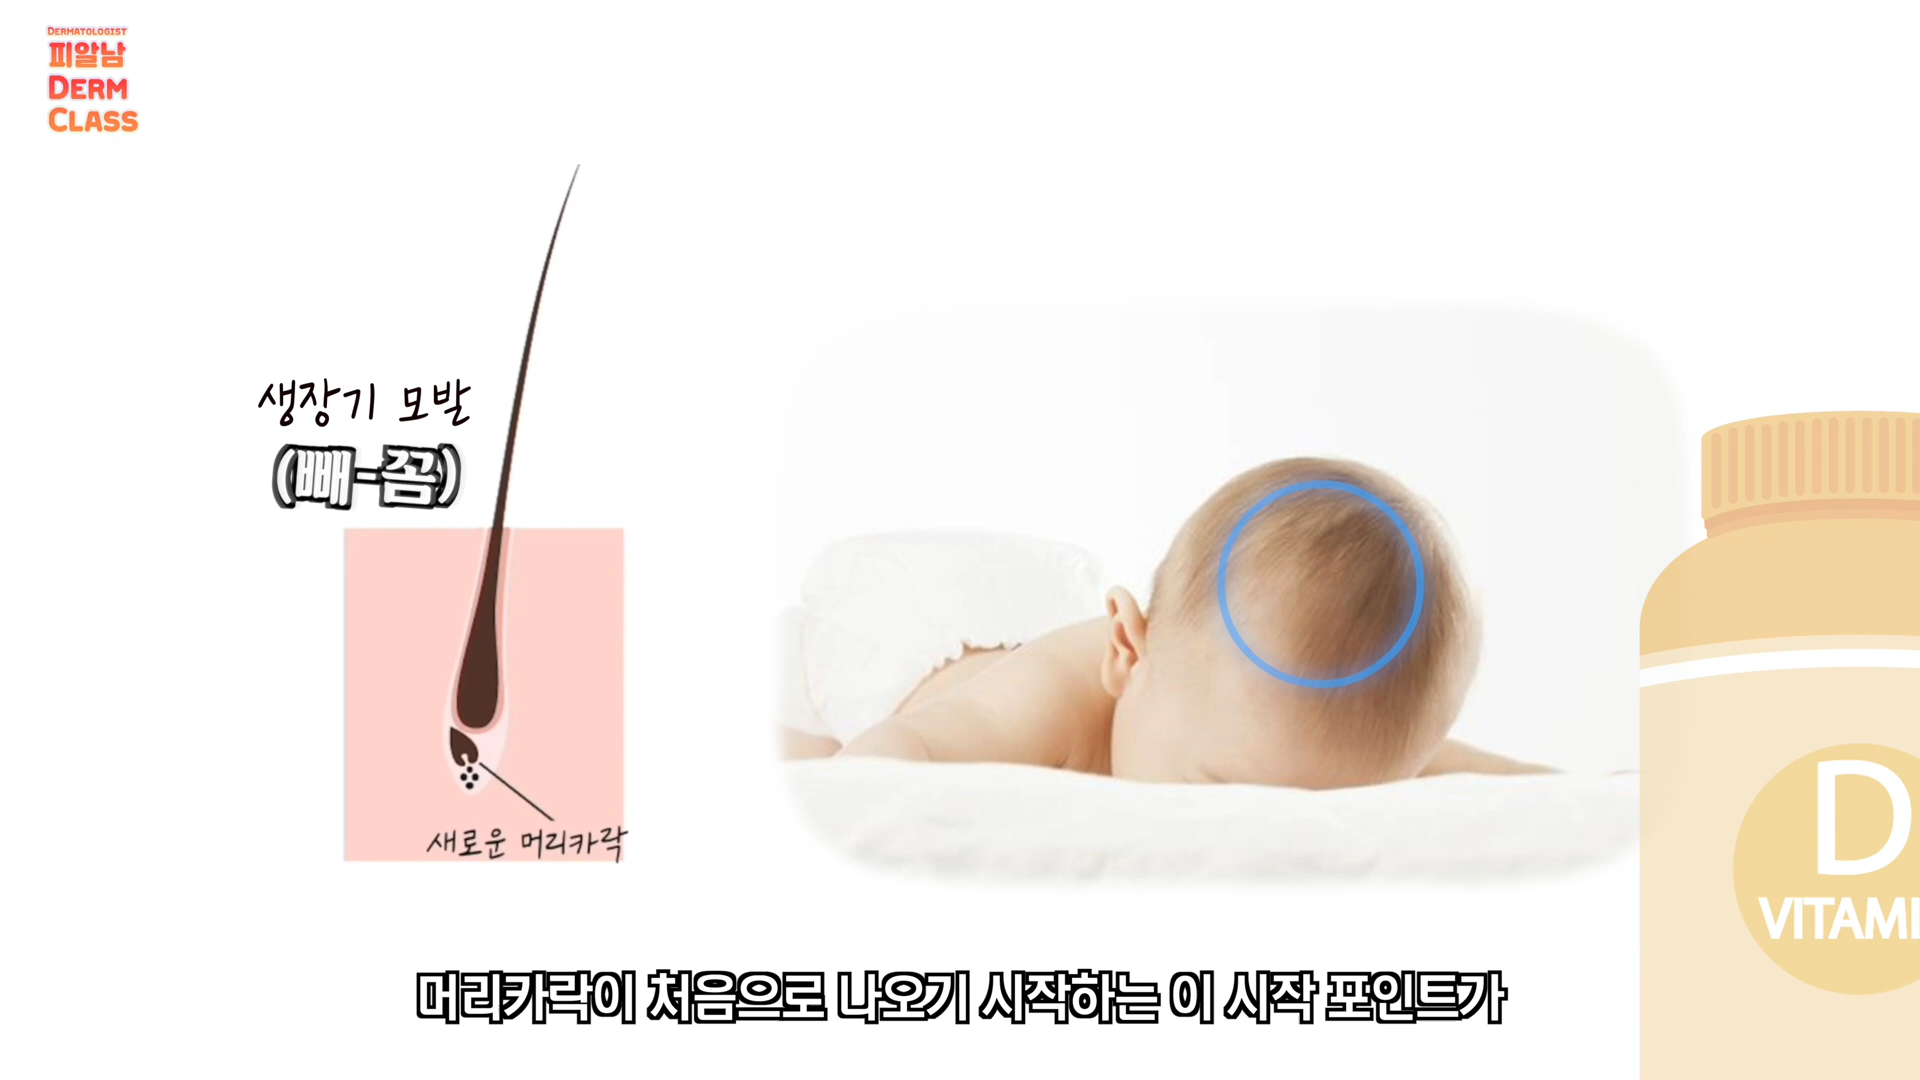 DERMATOLOGIST
피알남
DERM
CLASS
생장기 모발
(빼-꼼)
새로운 머리카락
D
VITAMI
머리카락이 처음으로 나오기 시작하는 이 시작 포인트가